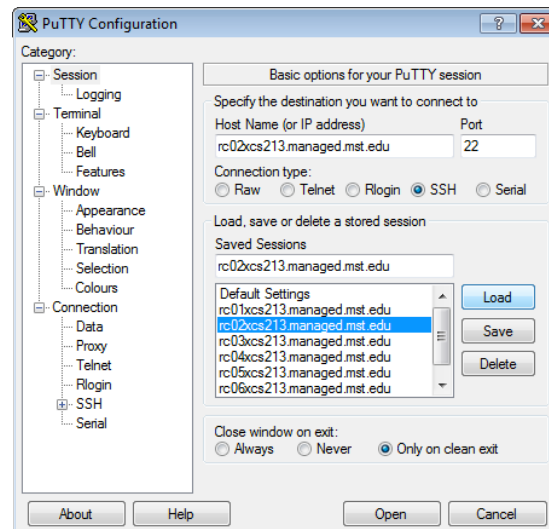 PuTTY Configuration
Category:
Session
Logging
Terminal
Keyboard
Bell
Features
Window
Appearance
Behaviour
Translation
Selection
Colours
Connection
Data
Proxy
Telnet
Rlogin
SSH
Serial
Basic options for your PuTTY session
Specify the destination you want to connect to
Host Name (or IP address) Port
rc02xcs213.managed.mst.edu 22
Connection type:
Raw Telnet Rlogin SSH Serial
Load, save or delete a stored session
Saved Sessions
rc02xcs213.managed.mst.edu
Default Settings
rc01xcs213.managed.mst.edu
rc02xcs213.managed.mst.edu
rc03xcs213.managed.mst.edu
rc04xcs213.managed.mst.edu
rc05xcs213.managed.mst.edu
rc06xcs213.managed.mst.edu
Load
Save
Delete
Close window on exit:
Always Never Only on clean exit
About Help Open Cancel